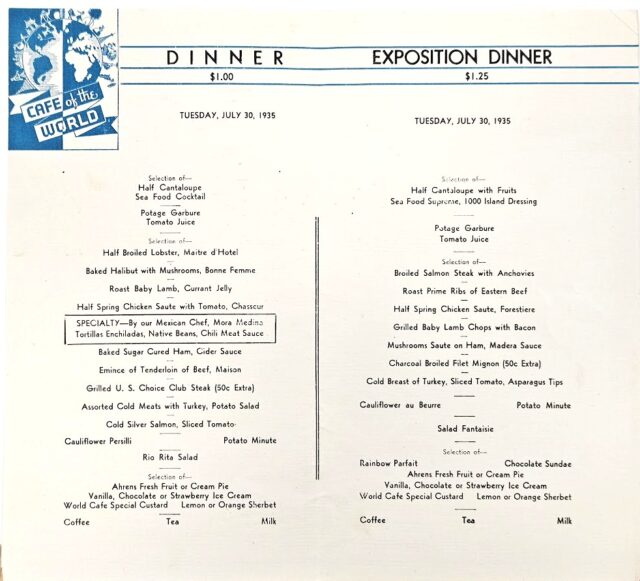 CAFE of the
WORLD
DINNER
$1.00
TUESDAY, JULY 30, 1935
Selection of—
Half Cantaloupe
Sea Food Cocktail
Potage Garbure
Tomato Juice
Selection of—
Half Broiled Lobster, Maitre d'Hotel
Baked Halibut with Mushrooms, Bonne Femme
Roast Baby Lamb, Currant Jelly
Half Spring Chicken Saute with Tomato, Chasseur
SPECIALTY—By our Mexican Chef, Mora Medina
Tortillas Enchiladas, Native Beans, Chili Meat Sauce
Baked Sugar Cured Ham, Cider Sauce
Emince of Tenderloin of Beef, Maison
Grilled U. S. Choice Club Steak (50c Extra)
Assorted Cold Meats with Turkey, Potato Salad
Cold Silver Salmon, Sliced Tomato
Cauliflower Persilli Potato Minute
Rio Rita Salad
Selection of—
Ahrens Fresh Fruit or Cream Pie
Vanilla, Chocolate or Strawberry Ice Cream
World Cafe Special Custard Lemon or Orange Sherbet
Coffee Tea Milk
EXPOSITION DINNER
$1.25
TUESDAY, JULY 30, 1935
Selection of—
Half Cantaloupe with Fruits
Sea Food Supreme, 1000 Island Dressing
Potage Garbure
Tomato Juice
Selection of—
Broiled Salmon Steak with Anchovies
Roast Prime Ribs of Eastern Beef
Half Spring Chicken Saute, Forestiere
Grilled Baby Lamb Chops with Bacon
Mushrooms Saute on Ham, Madera Sauce
Charcoal Broiled Filet Mignon (50c Extra)
Cold Breast of Turkey, Sliced Tomato, Asparagus Tips
Cauliflower au Beurre Potato Minute
Salad Fantaisie
Selection of—
Rainbow Parfait Chocolate Sundae
Ahrens Fresh Fruit or Cream Pie
Vanilla, Chocolate or Strawberry Ice Cream
World Cafe Special Custard Lemon or Orange Sherbet
Coffee Tea Milk